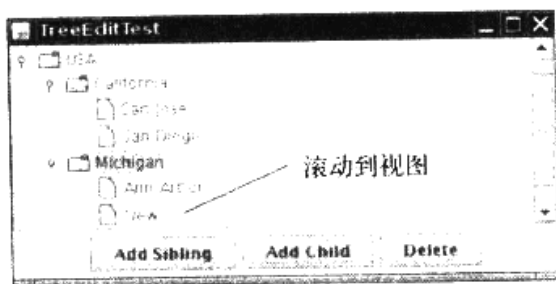 TreeEditTest
USA
California
San Jose
San Diego
Michigan
滚动到视图
Ann Arbor
New
Add Sibling Add Child Delete